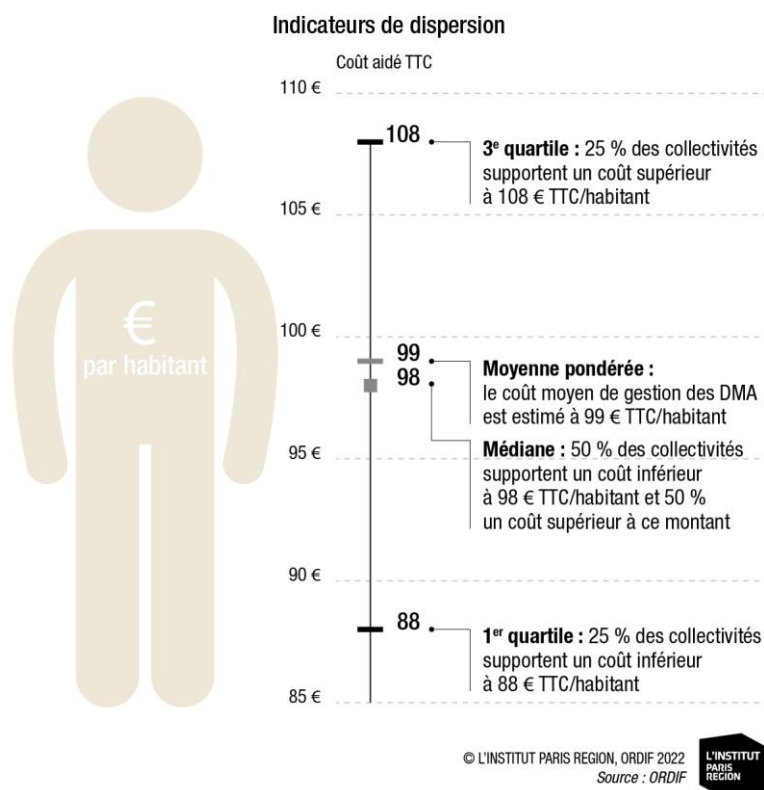 Indicateurs de dispersion
Coût aidé TTC
110 €
108
3e quartile : 25 % des collectivités
supportent un coût supérieur
à 108 € TTC/habitant
105 €
€
par habitant
100 €
99
98
Moyenne pondérée :
le coût moyen de gestion des DMA
est estimé à 99 € TTC/habitant
95 €
Médiane : 50 % des collectivités
supportent un coût inférieur
à 98 € TTC/habitant et 50 %
un coût supérieur à ce montant
90 €
88
1er quartile : 25 % des collectivités
supportent un coût inférieur
à 88 € TTC/habitant
85 €
© L'INSTITUT PARIS REGION, ORDIF 2022
Source : ORDIF
L'INSTITUT
PARIS
REGION